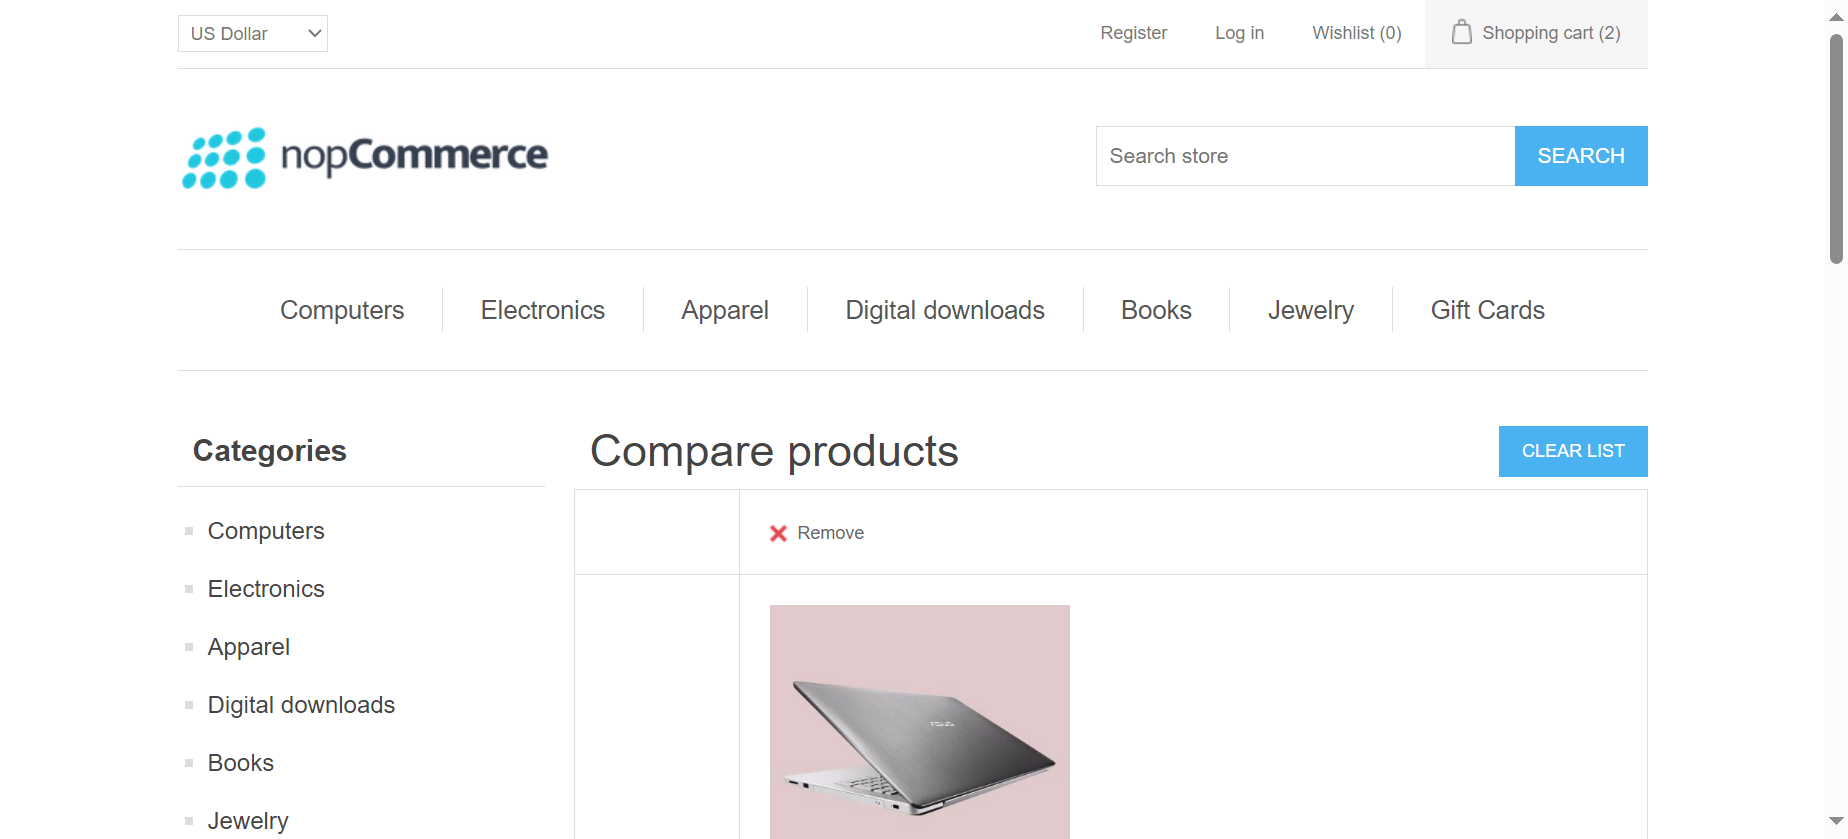 US Dollar
Register
Log in
Wishlist (0)
Shopping cart (2)
nopCommerce
Search store
SEARCH
Computers
Electronics
Apparel
Digital downloads
Books
Jewelry
Gift Cards
Categories
Computers
Electronics
Apparel
Digital downloads
Books
Jewelry
Compare products
CLEAR LIST
Remove